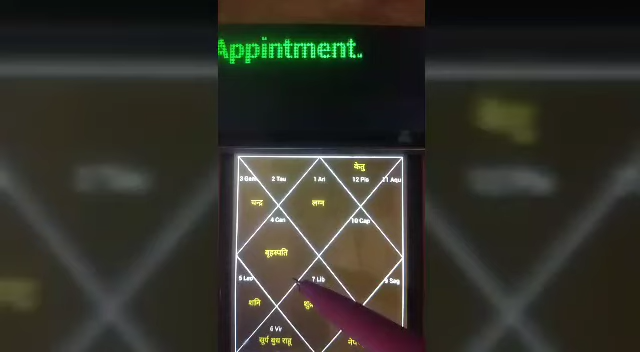 Appintment.
केतु
3 Gem 2 Tau 1 Ari 12 Pis 11 Aqu
चन्द्र लग्न
4 Can 10 Cap
बृहस्पति
5 Leo 7 Lib 9 Sag
शनि
6 Vir
सूर्य बुध राहू